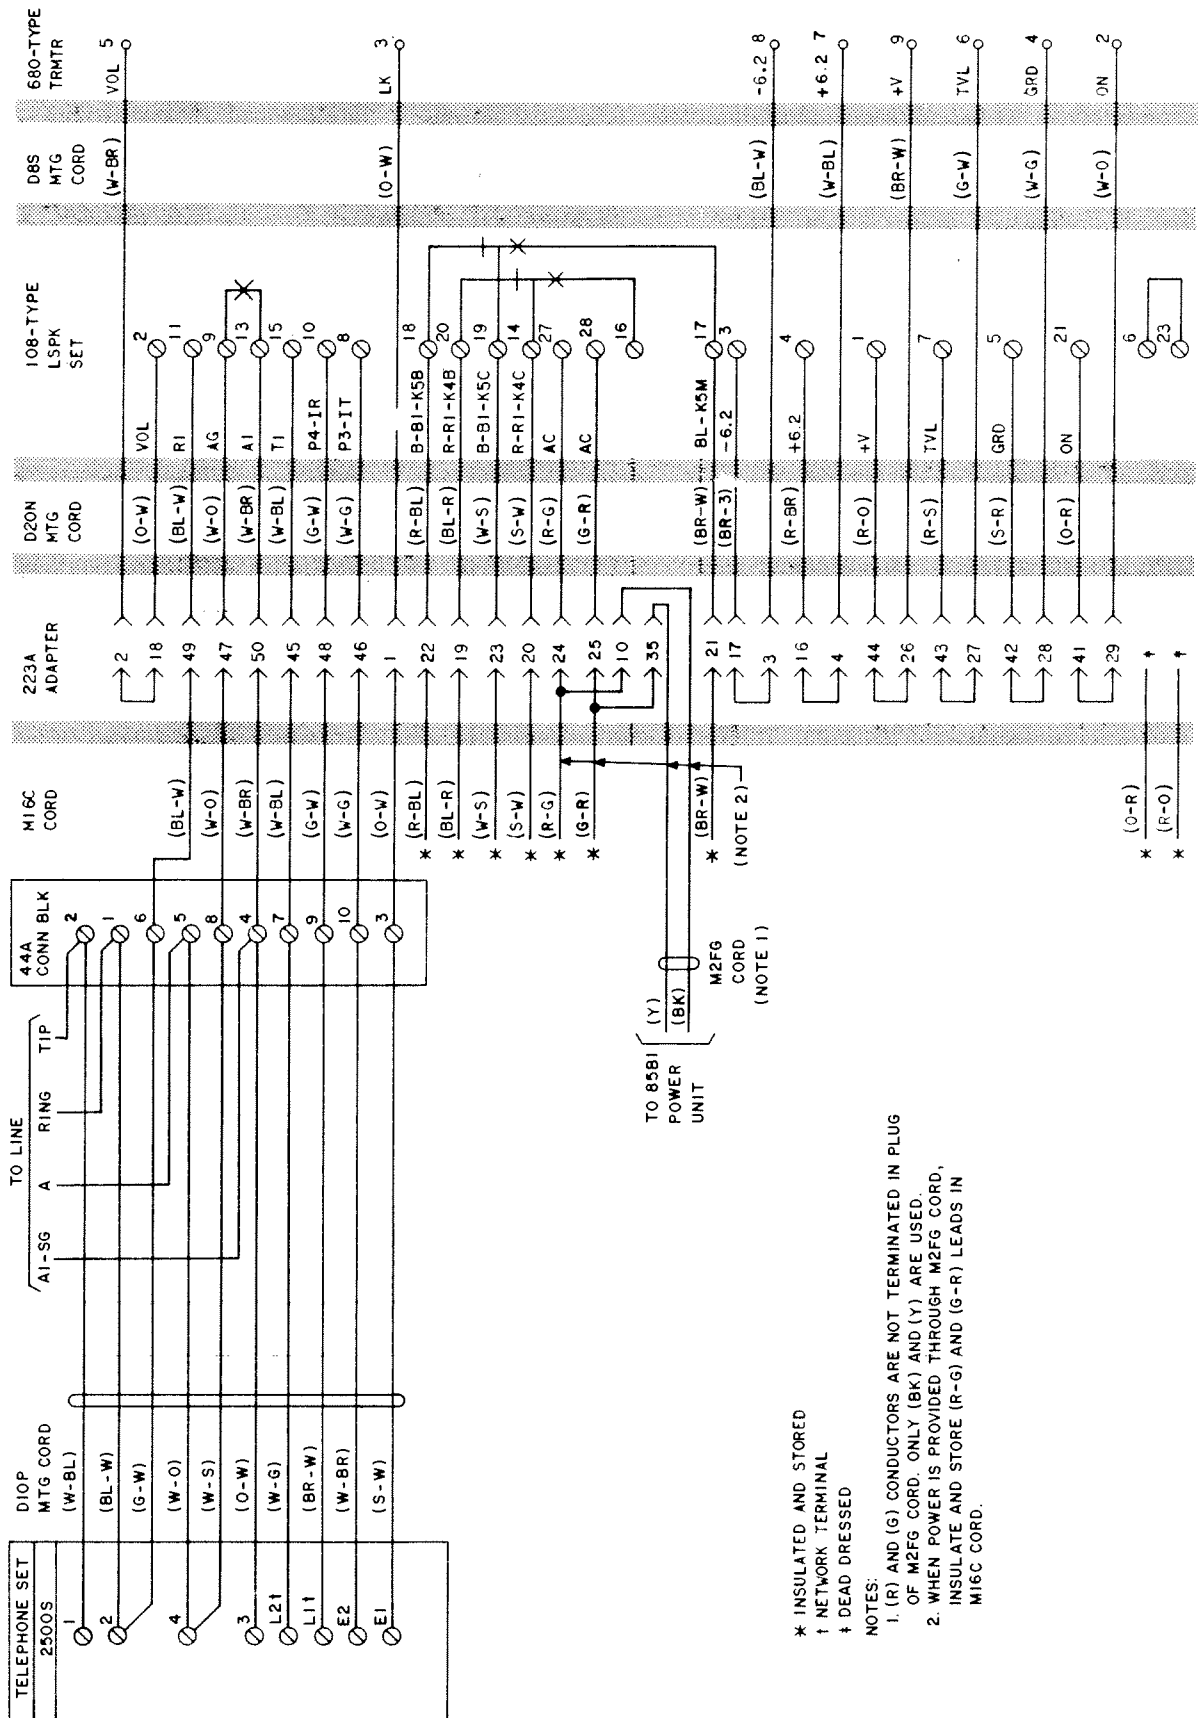 TELEPHONE SET
2500S
1
2
4
3
L2†
L1†
E2
E1
D10P
MTG CORD
(W-BL)
(BL-W)
(G-W)
(W-O)
(W-S)
(O-W)
(W-G)
(BR-W)
(W-BR)
(S-W)
TO LINE
A1-SG
A
RING
TIP
44A
CONN BLK
2
1
6
5
8
4
7
9
10
3
M16C
CORD
(BL-W)
(W-O)
(W-BR)
(W-BL)
(G-W)
(W-G)
(O-W)
* (R-BL)
* (BL-R)
* (W-S)
* (S-W)
* (R-G)
* (G-R)
* (BR-W)
(NOTE 2)
* (O-R)
* (R-O)
TO 85B1
POWER
UNIT
(Y)
(BK)
M2FG
CORD
(NOTE 1)
223A
ADAPTER
2
18
49
47
50
45
48
46
1
22
19
23
20
24
25
10
35
21
17
3
16
4
44
26
43
27
42
28
41
29
‡
‡
D20N
MTG
CORD
(O-W)
(BL-W)
(W-O)
(W-BR)
(W-BL)
(G-W)
(W-G)
(R-BL)
(BL-R)
(W-S)
(S-W)
(R-G)
(G-R)
(BR-W)
(BR-3)
(R-BR)
(R-O)
(R-S)
(S-R)
(O-R)
108-TYPE
LSPK
SET
VOL 2
R1 11
AG 9
A1 13
T1 15
P4-IR 10
P3-IT 8
B-B1-K5B 18
R-R1-K4B 20
B-B1-K5C 19
R-R1-K4C 14
AC 27
AC 28
16
BL-K5M 17
-6.2 3
+6.2 4
+V 1
TVL 7
GRD 5
ON 21
6
23
D8S
MTG
CORD
(W-BR)
(O-W)
(BL-W)
(W-BL)
(BR-W)
(G-W)
(W-G)
(W-O)
680-TYPE
TRMTR
VOL 5
LK 3
-6.2 8
+6.2 7
+V 9
TVL 6
GRD 4
ON 2
* INSULATED AND STORED
† NETWORK TERMINAL
‡ DEAD DRESSED
NOTES:
1. (R) AND (G) CONDUCTORS ARE NOT TERMINATED IN PLUG
OF M2FG CORD. ONLY (BK) AND (Y) ARE USED.
2. WHEN POWER IS PROVIDED THROUGH M2FG CORD,
INSULATE AND STORE (R-G) AND (G-R) LEADS IN
M16C CORD.